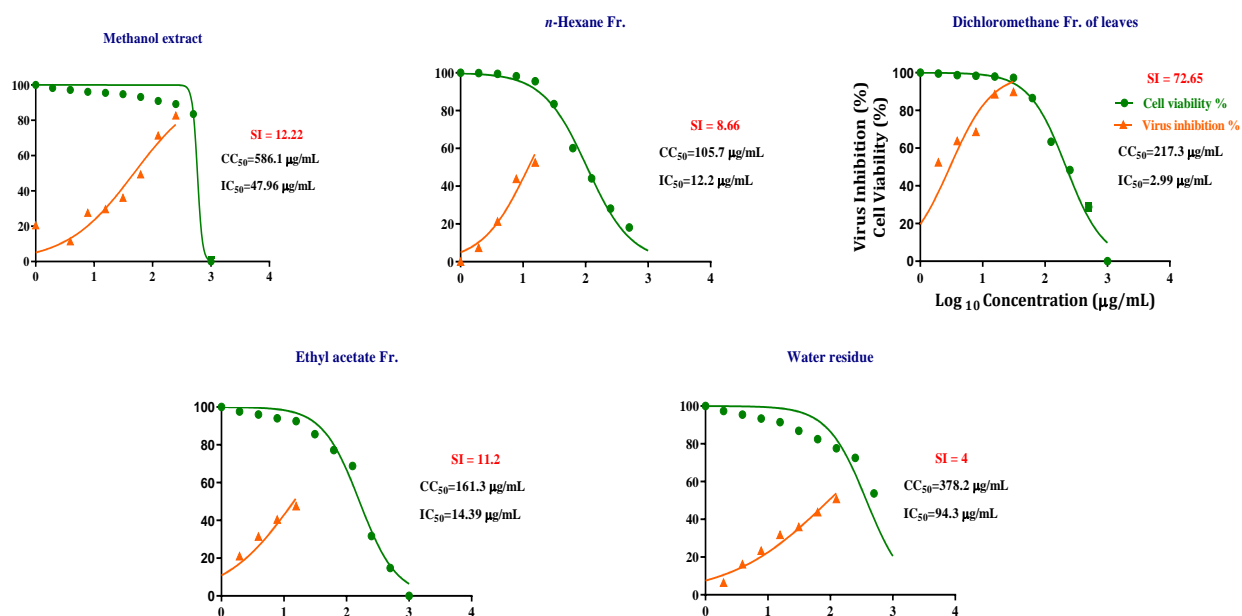 Methanol extract
100
80
60
40
20
0
0 1 2 3 4
SI = 12.22
CC50=586.1 µg/mL
IC50=47.96 µg/mL
n-Hexane Fr.
100
80
60
40
20
0
0 1 2 3 4
SI = 8.66
CC50=105.7 µg/mL
IC50=12.2 µg/mL
Dichloromethane Fr. of leaves
Virus Inhibition (%)
Cell Viability (%)
100
80
60
40
20
0
0 1 2 3 4
Log 10 Concentration (µg/mL)
SI = 72.65
Cell viability %
Virus inhibition %
CC50=217.3 µg/mL
IC50=2.99 µg/mL
Ethyl acetate Fr.
100
80
60
40
20
0
0 1 2 3 4
SI = 11.2
CC50=161.3 µg/mL
IC50=14.39 µg/mL
Water residue
100
80
60
40
20
0
0 1 2 3 4
SI = 4
CC50=378.2 µg/mL
IC50=94.3 µg/mL